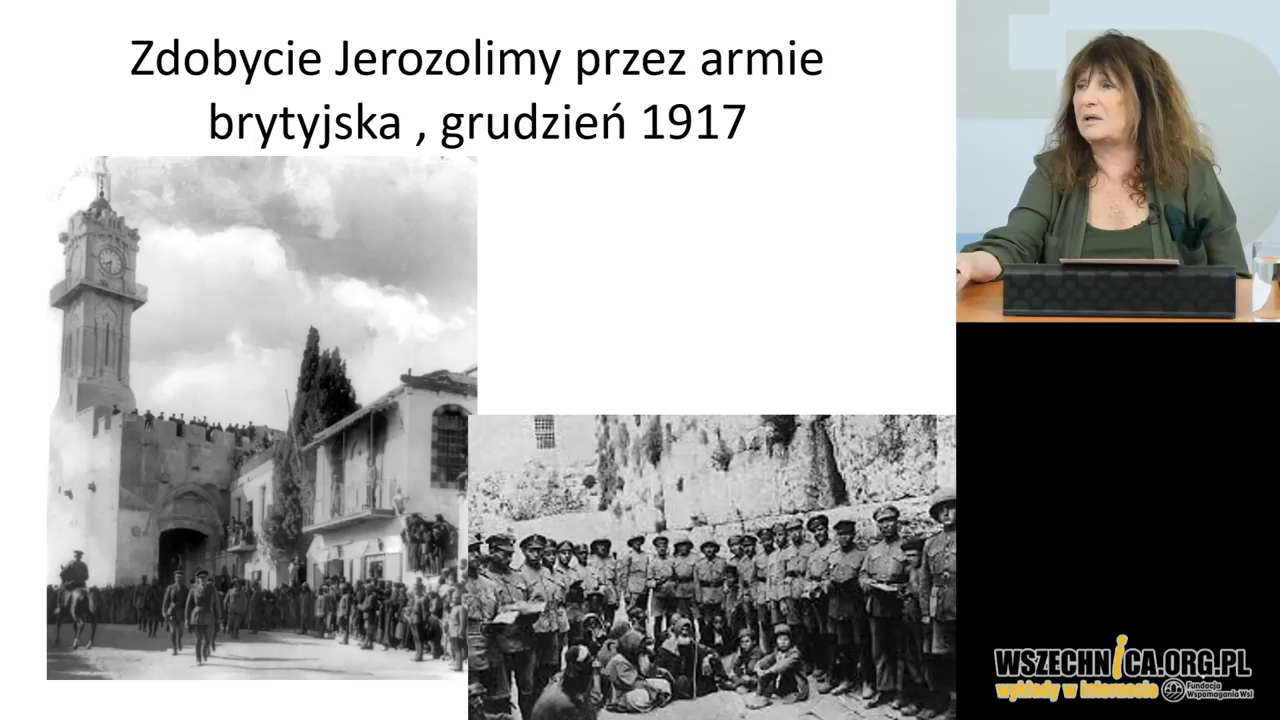 Zdobycie Jerozolimy przez armie
brytyjska , grudzień 1917
WSZECHNICA.ORG.PL
wykłady w internecie
Fundacja
Wspomagania Wsi